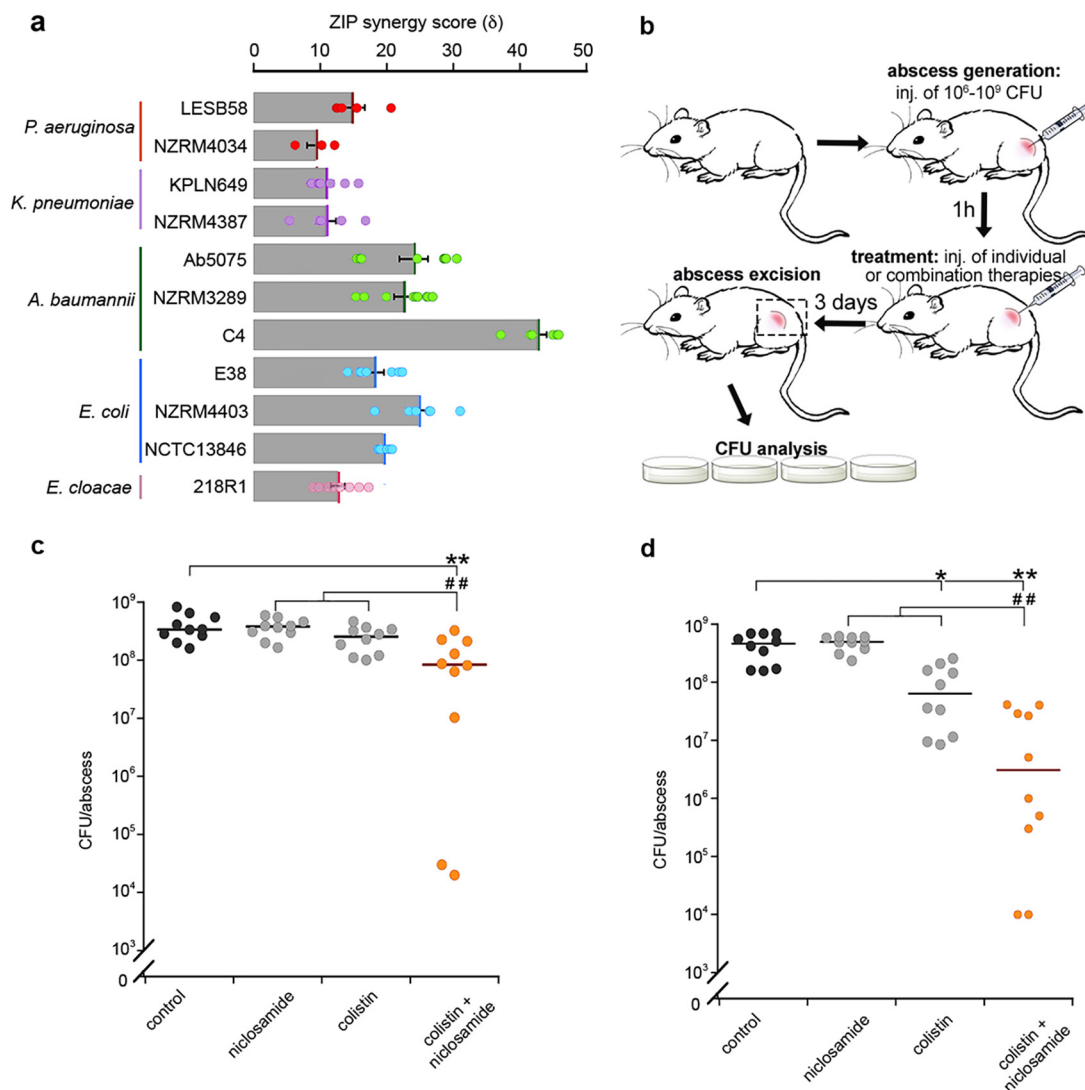 a
ZIP synergy score (δ)
0 10 20 30 40 50
P. aeruginosa
LESB58
NZRM4034
K. pneumoniae
KPLN649
NZRM4387
A. baumannii
Ab5075
NZRM3289
C4
E. coli
E38
NZRM4403
NCTC13846
E. cloacae
218R1
b
abscess generation:
inj. of 10⁶-10⁹ CFU
1h
treatment: inj. of individual
or combination therapies
abscess excision
3 days
CFU analysis
c
**
##
CFU/abscess
10⁹
10⁸
10⁷
10⁶
10⁵
10⁴
10³
0
control
niclosamide
colistin
colistin +
niclosamide
d
* **
##
CFU/abscess
10⁹
10⁸
10⁷
10⁶
10⁵
10⁴
10³
0
control
niclosamide
colistin
colistin +
niclosamide